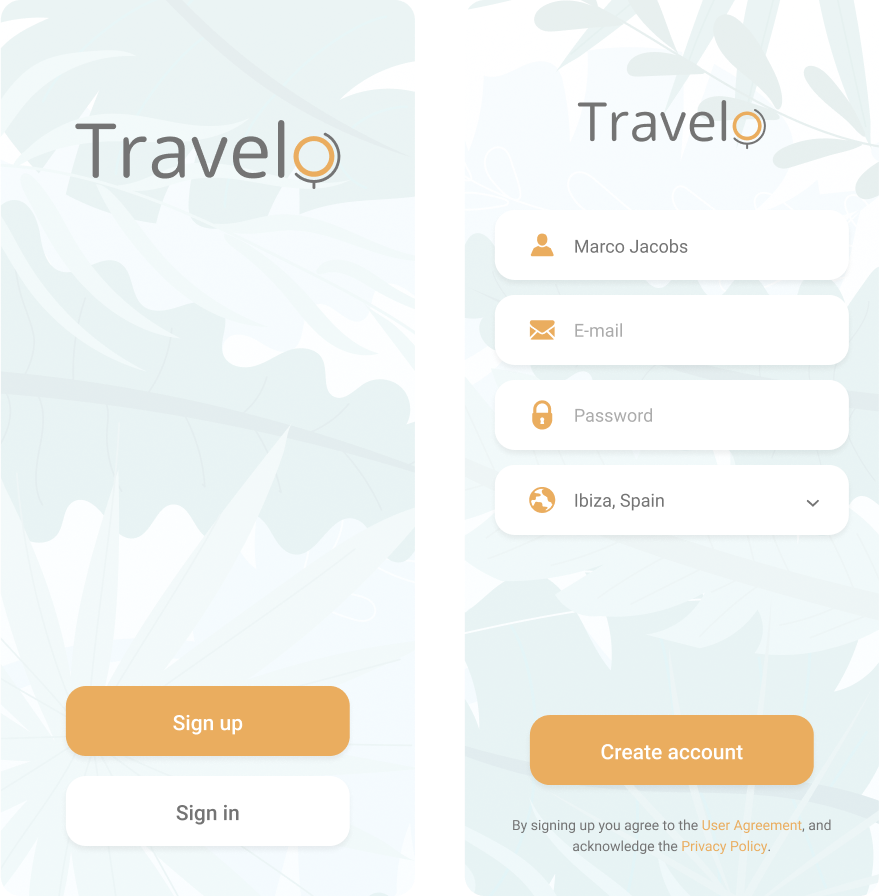 Travelo
Sign up
Sign in
Travelo
Marco Jacobs
E-mail
Password
Ibiza, Spain
Create account
By signing up you agree to the User Agreement, and
acknowledge the Privacy Policy.